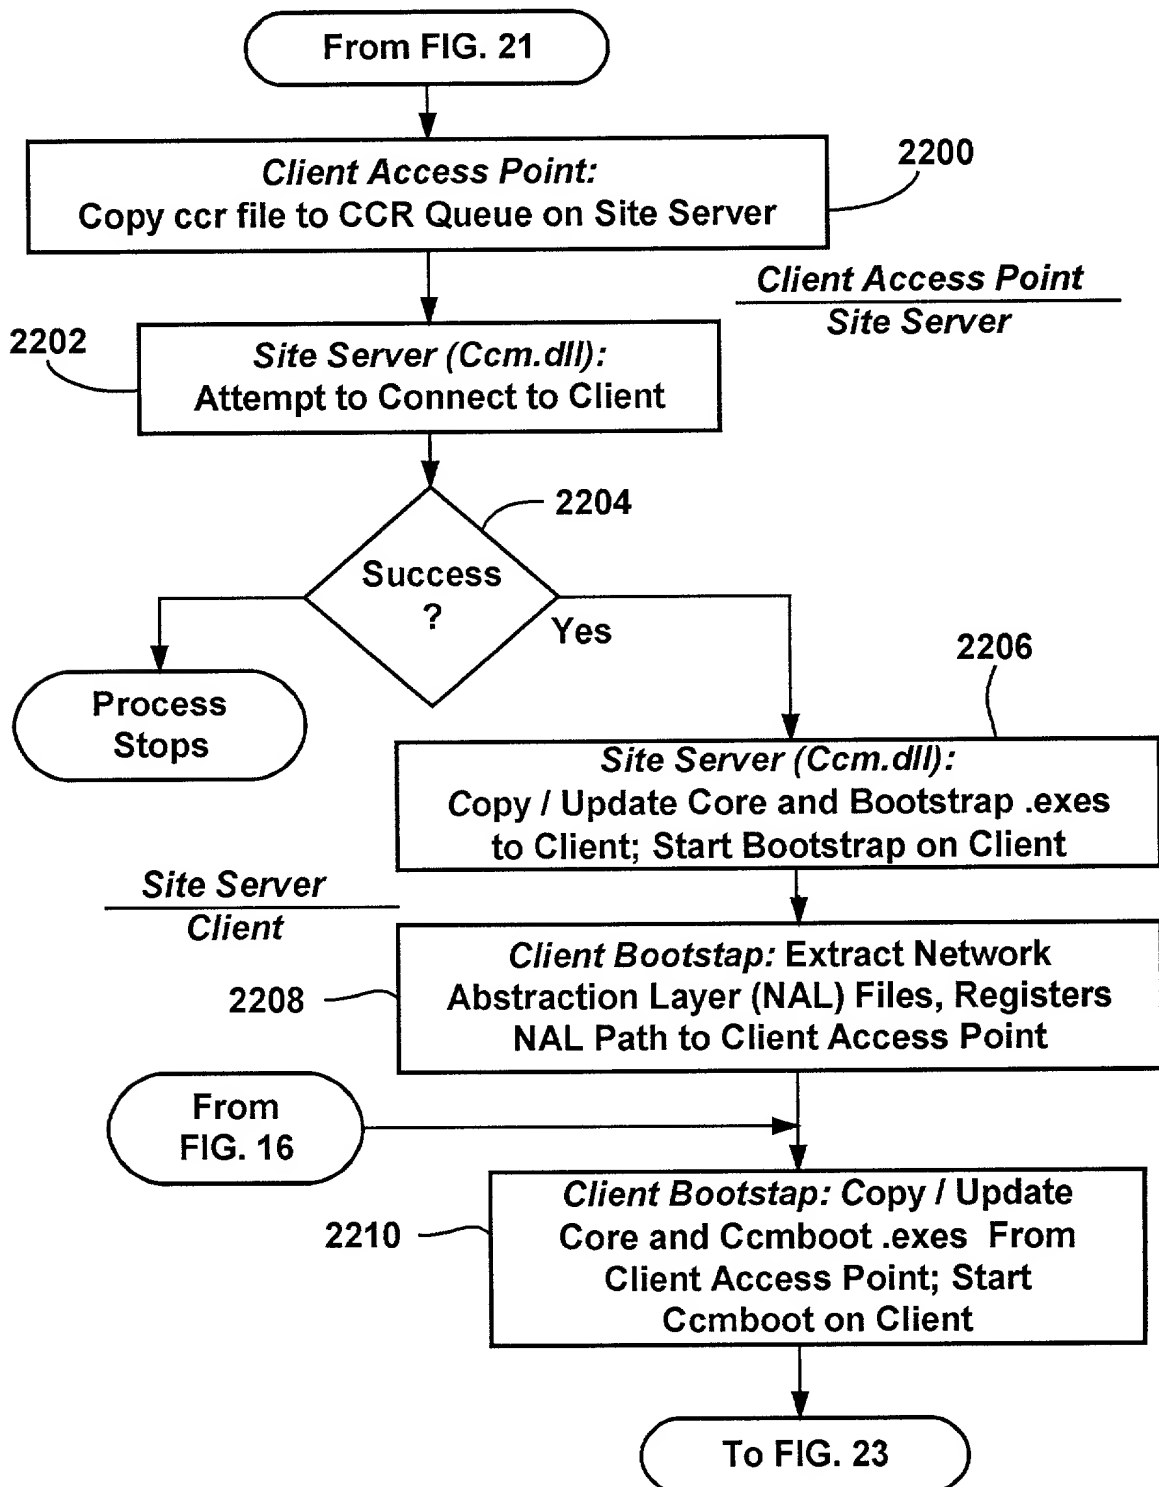 From FIG. 21
2200
Client Access Point:
Copy ccr file to CCR Queue on Site Server
Client Access Point
Site Server
2202
Site Server (Ccm.dll):
Attempt to Connect to Client
2204
Success
?
Yes
Process
Stops
2206
Site Server (Ccm.dll):
Copy / Update Core and Bootstrap .exes
to Client; Start Bootstrap on Client
Site Server
Client
2208
Client Bootstap: Extract Network
Abstraction Layer (NAL) Files, Registers
NAL Path to Client Access Point
From
FIG. 16
2210
Client Bootstap: Copy / Update
Core and Ccmboot .exes From
Client Access Point; Start
Ccmboot on Client
To FIG. 23